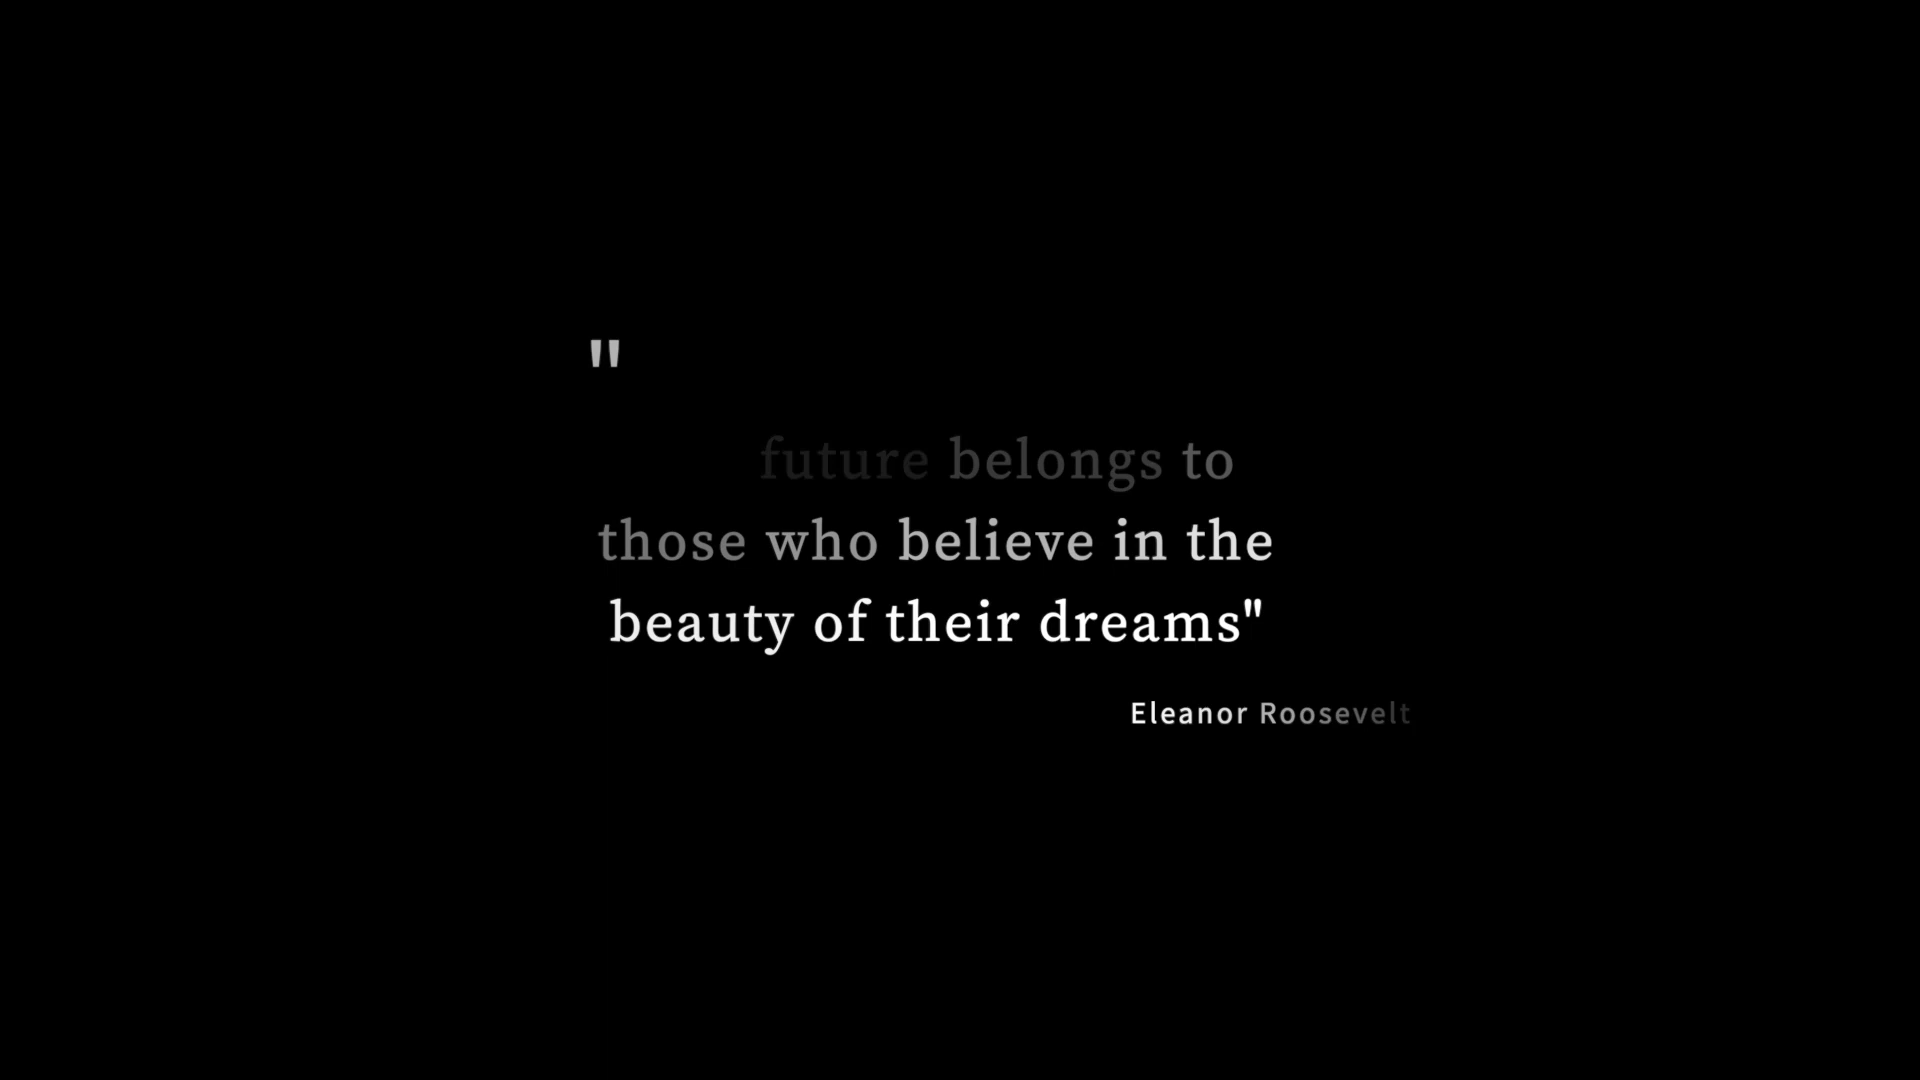 "
future belongs to
those who believe in the
beauty of their dreams"
Eleanor Roosevelt